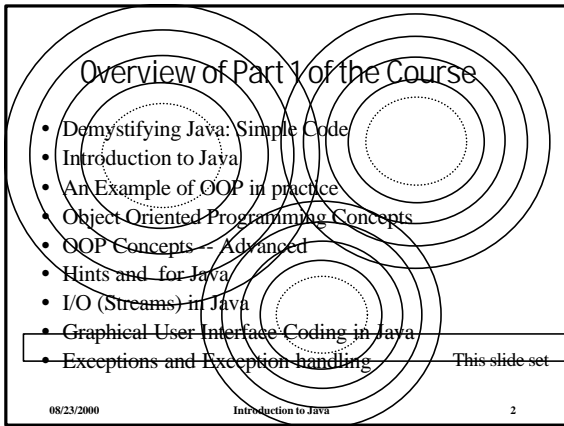 Overview of Part 1 of the Course
• Demystifying Java: Simple Code
• Introduction to Java
• An Example of OOP in practice
• Object Oriented Programming Concepts
• OOP Concepts -- Advanced
• Hints and for Java
• I/O (Streams) in Java
• Graphical User Interface Coding in Java
• Exceptions and Exception handling This slide set
08/23/2000 Introduction to Java 2